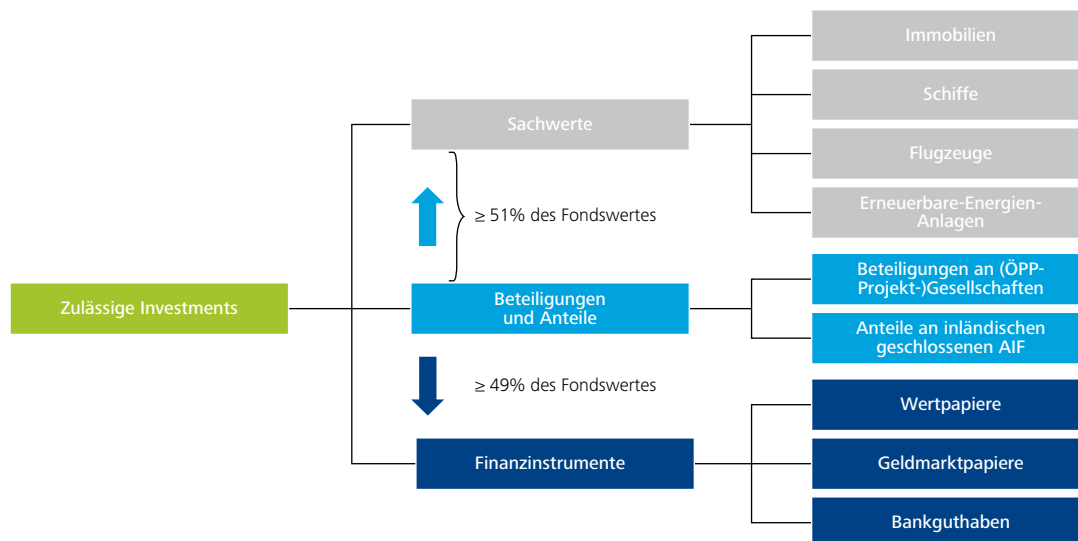 Zulässige Investments
Sachwerte
≥ 51% des Fondswertes
Beteiligungen
und Anteile
≥ 49% des Fondswertes
Finanzinstrumente
Immobilien
Schiffe
Flugzeuge
Erneuerbare-Energien-
Anlagen
Beteiligungen an (ÖPP-
Projekt-)Gesellschaften
Anteile an inländischen
geschlossenen AIF
Wertpapiere
Geldmarktpapiere
Bankguthaben